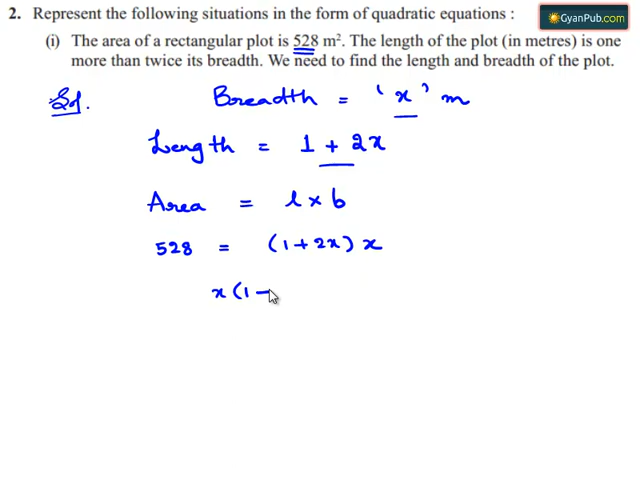 2. Represent the following situations in the form of quadratic equations :
GyanPub.com
(i) The area of a rectangular plot is 528 m². The length of the plot (in metres) is one
more than twice its breadth. We need to find the length and breadth of the plot.
Sol. Breadth = 'x' m
Length = 1 + 2x
Area = l × b
528 = (1 + 2x) x
x (1 −